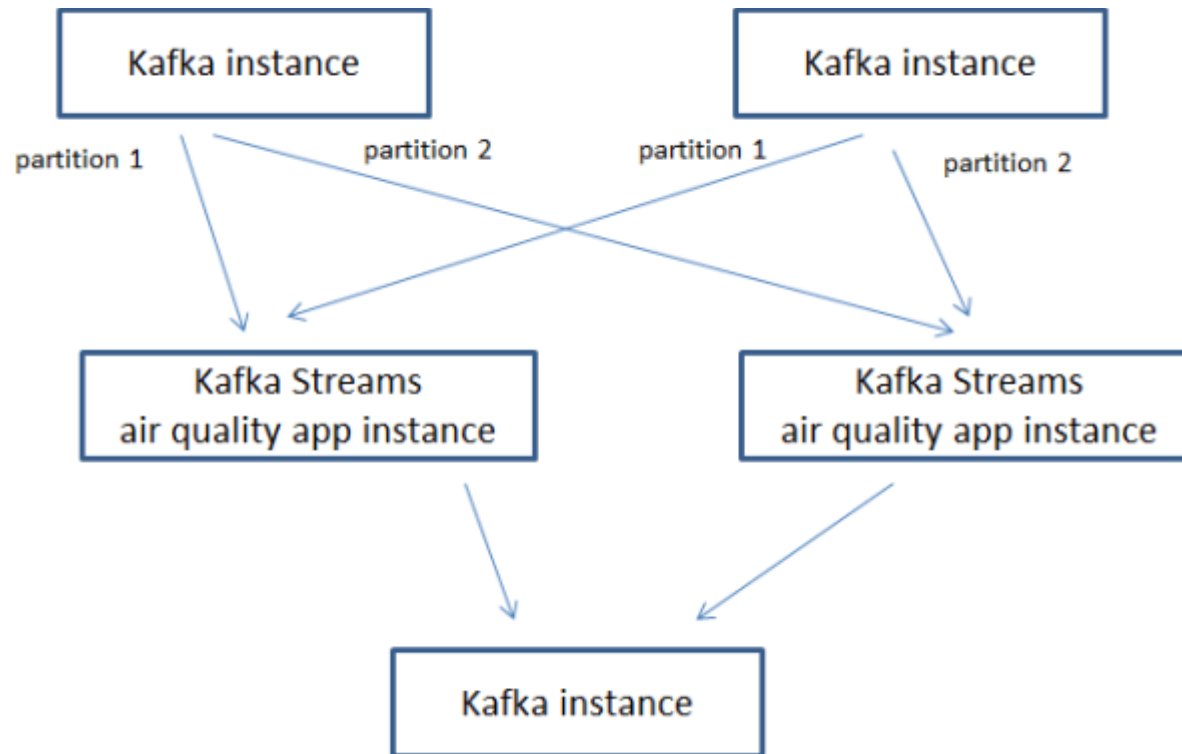 Kafka instance
Kafka instance
partition 1
partition 2
partition 1
partition 2
Kafka Streams
air quality app instance
Kafka Streams
air quality app instance
Kafka instance